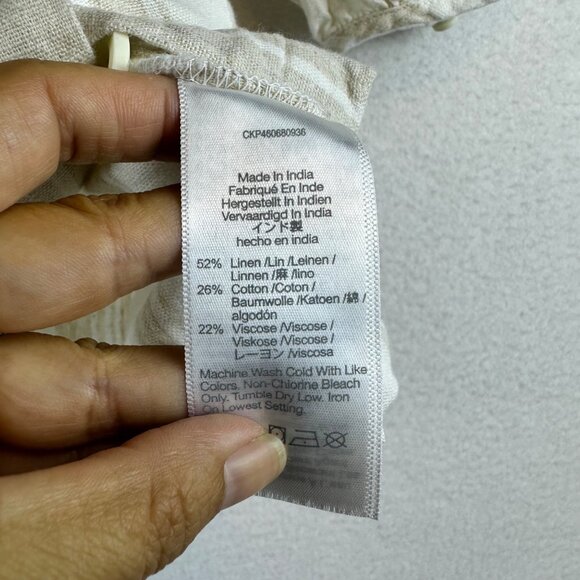 CKP460680936
Made In India
Fabriqué En Inde
Hergestellt In Indien
Vervaardigd In India
インド製
hecho en india
52% Linen /Lin /Leinen /
Linnen /麻 /lino
26% Cotton /Coton /
Baumwolle /Katoen /綿 /
algodón
22% Viscose /Viscose /
Viskose /Viscose /
レーヨン /viscosa
Machine Wash Cold With Like
Colors. Non-Chlorine Bleach
Only. Tumble Dry Low. Iron
On Lowest Setting.